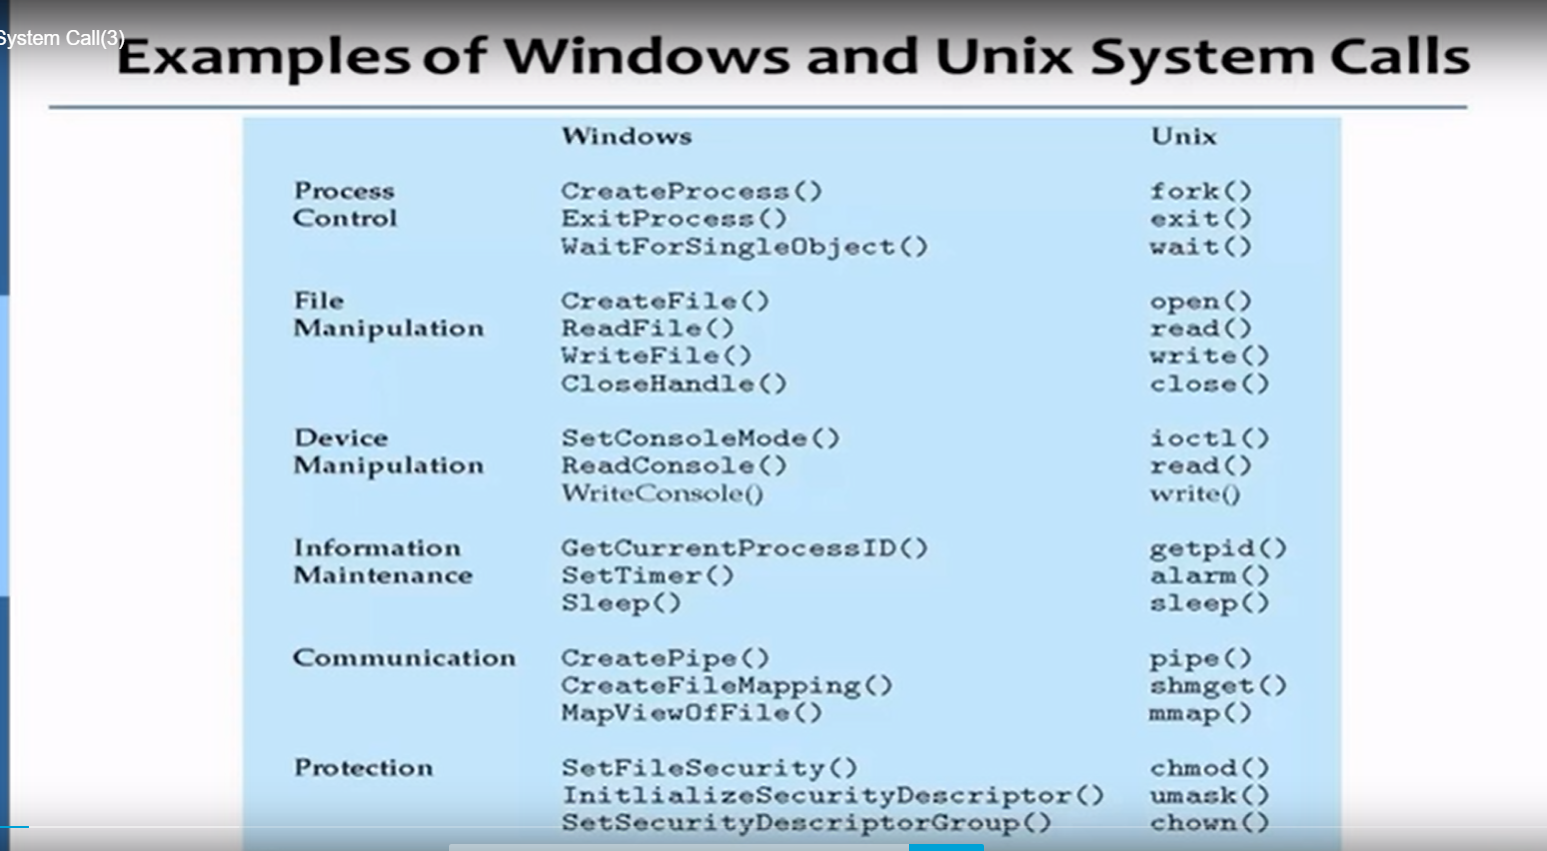 System Call(3)
Examples of Windows and Unix System Calls
Windows Unix
Process CreateProcess() fork()
Control ExitProcess() exit()
WaitForSingleObject() wait()
File CreateFile() open()
Manipulation ReadFile() read()
WriteFile() write()
CloseHandle() close()
Device SetConsoleMode() ioctl()
Manipulation ReadConsole() read()
WriteConsole() write()
Information GetCurrentProcessID() getpid()
Maintenance SetTimer() alarm()
Sleep() sleep()
Communication CreatePipe() pipe()
CreateFileMapping() shmget()
MapViewOfFile() mmap()
Protection SetFileSecurity() chmod()
InitlializeSecurityDescriptor() umask()
SetSecurityDescriptorGroup() chown()